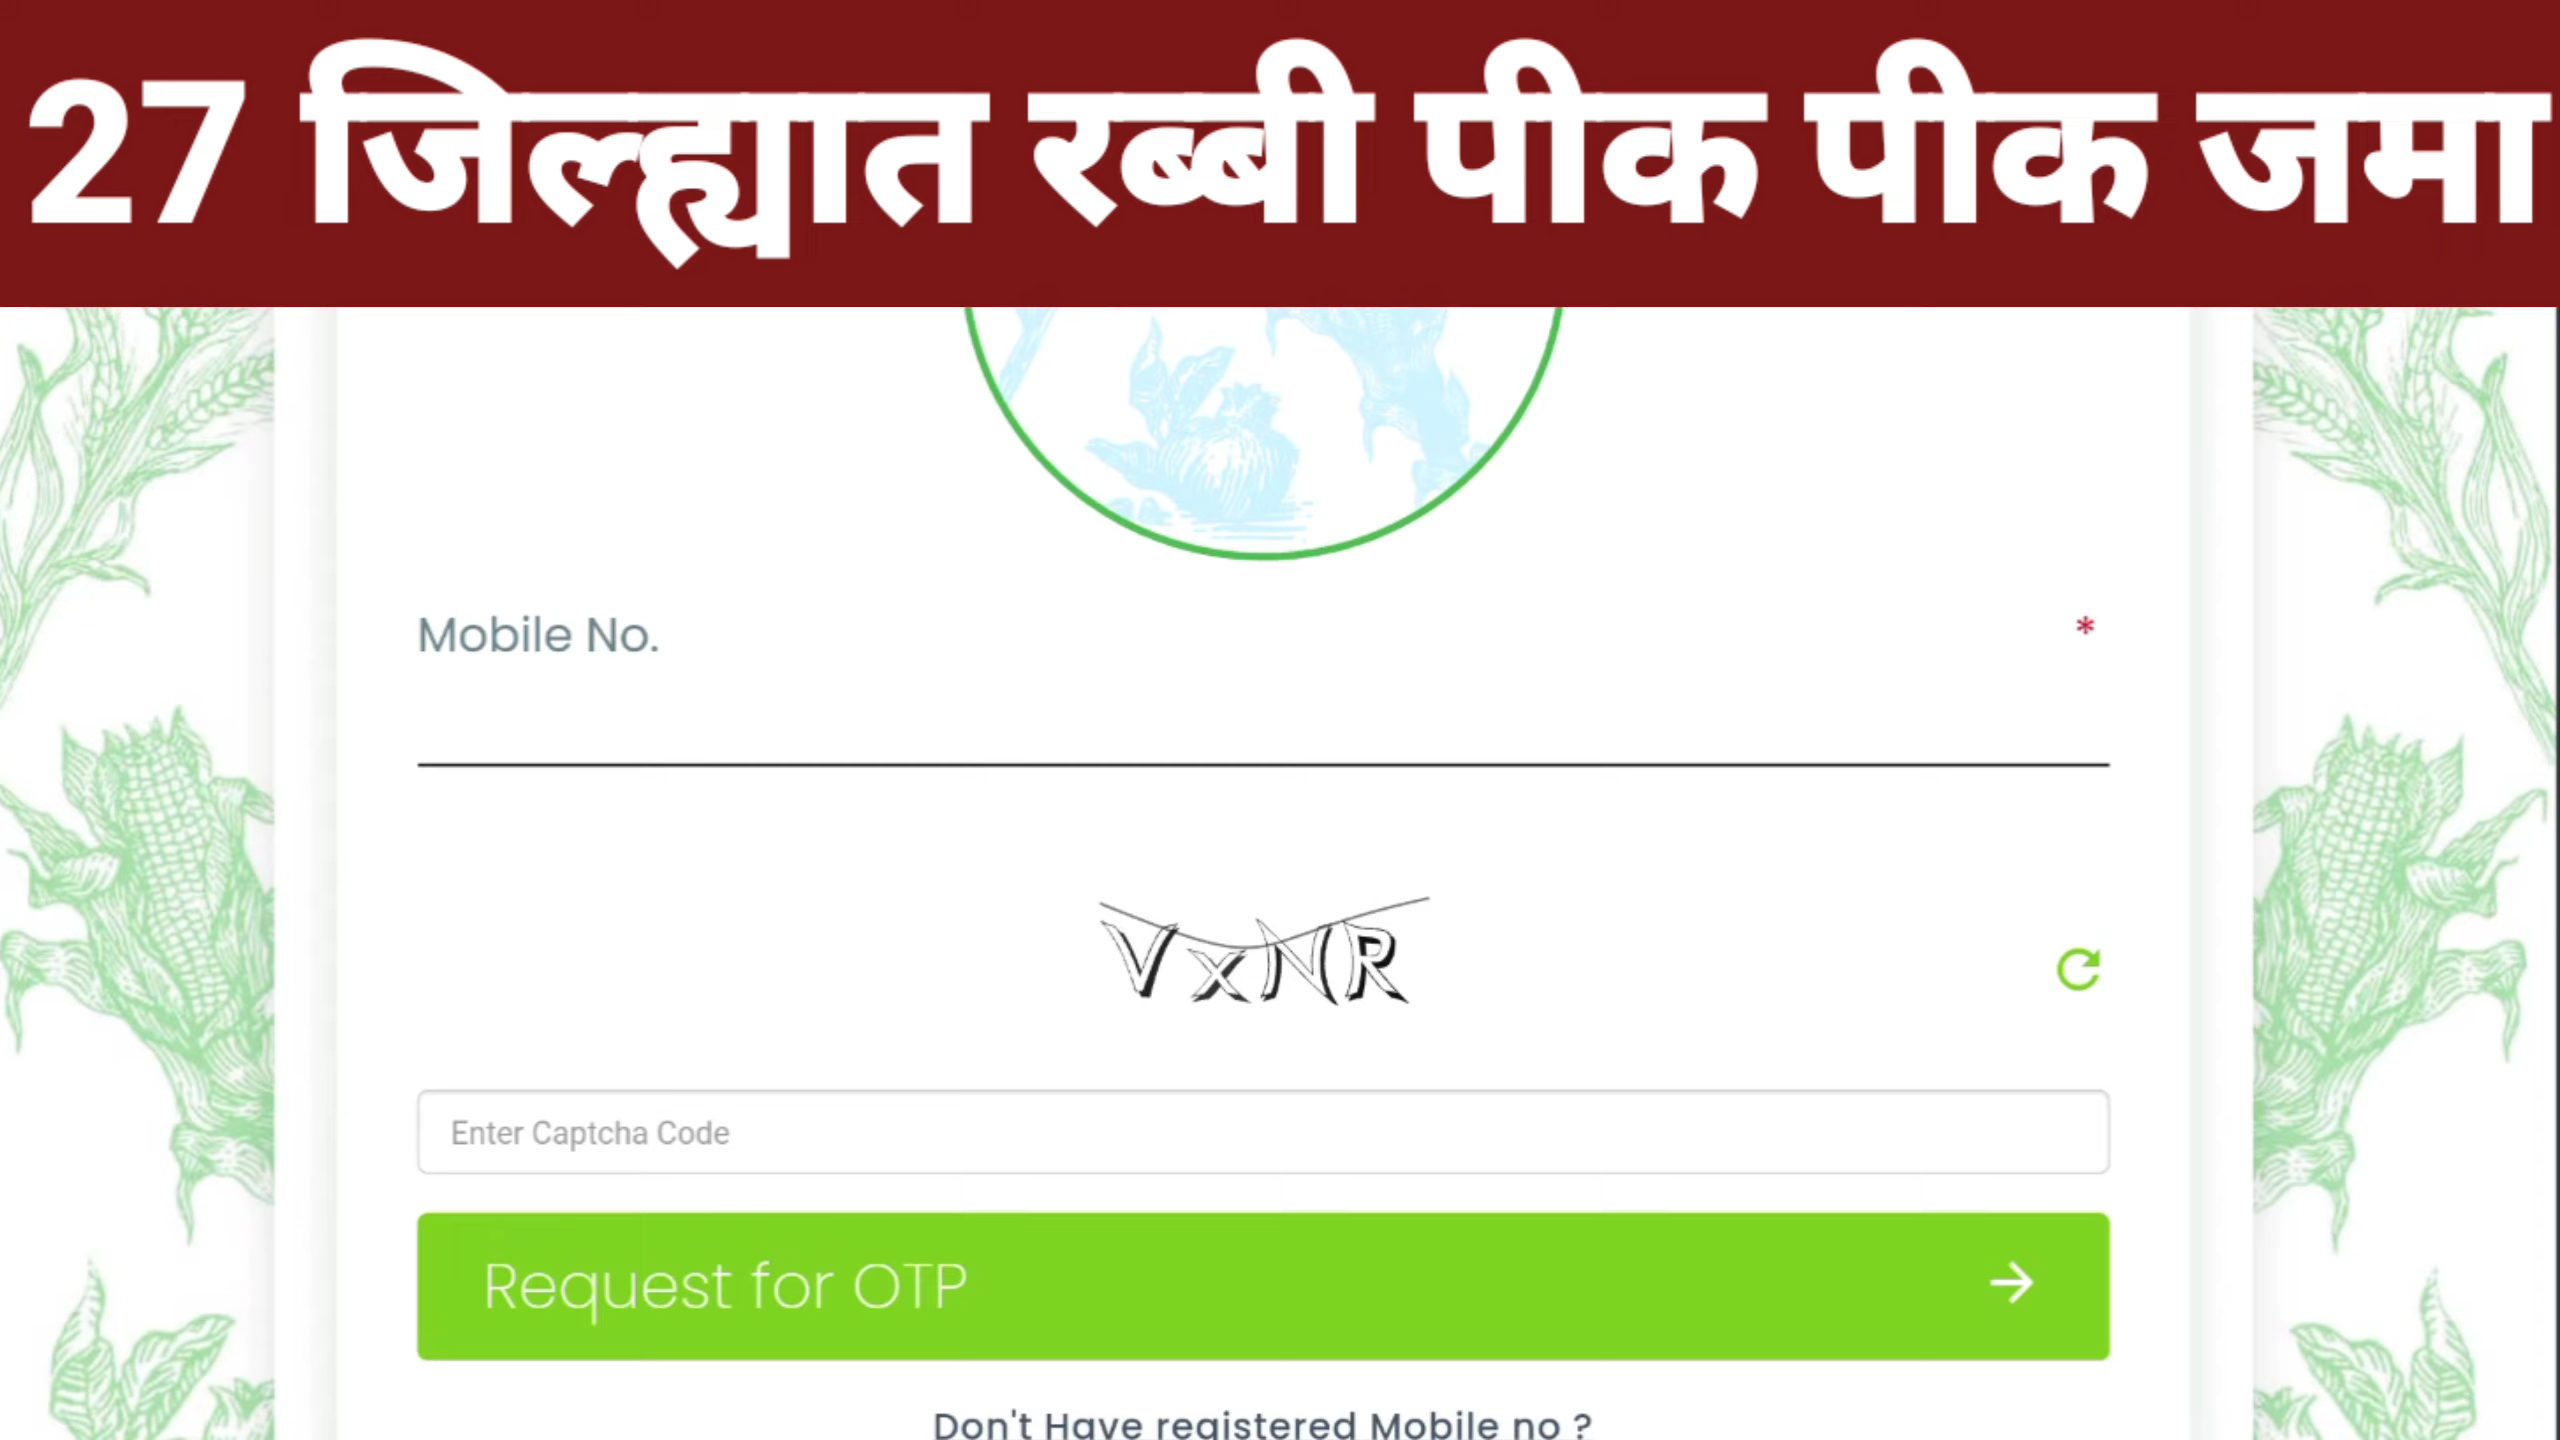 27 जिल्ह्यात रब्बी पीक पीक जमा
Mobile No. *
VxNR
Enter Captcha Code
Request for OTP
Don't Have registered Mobile no ?